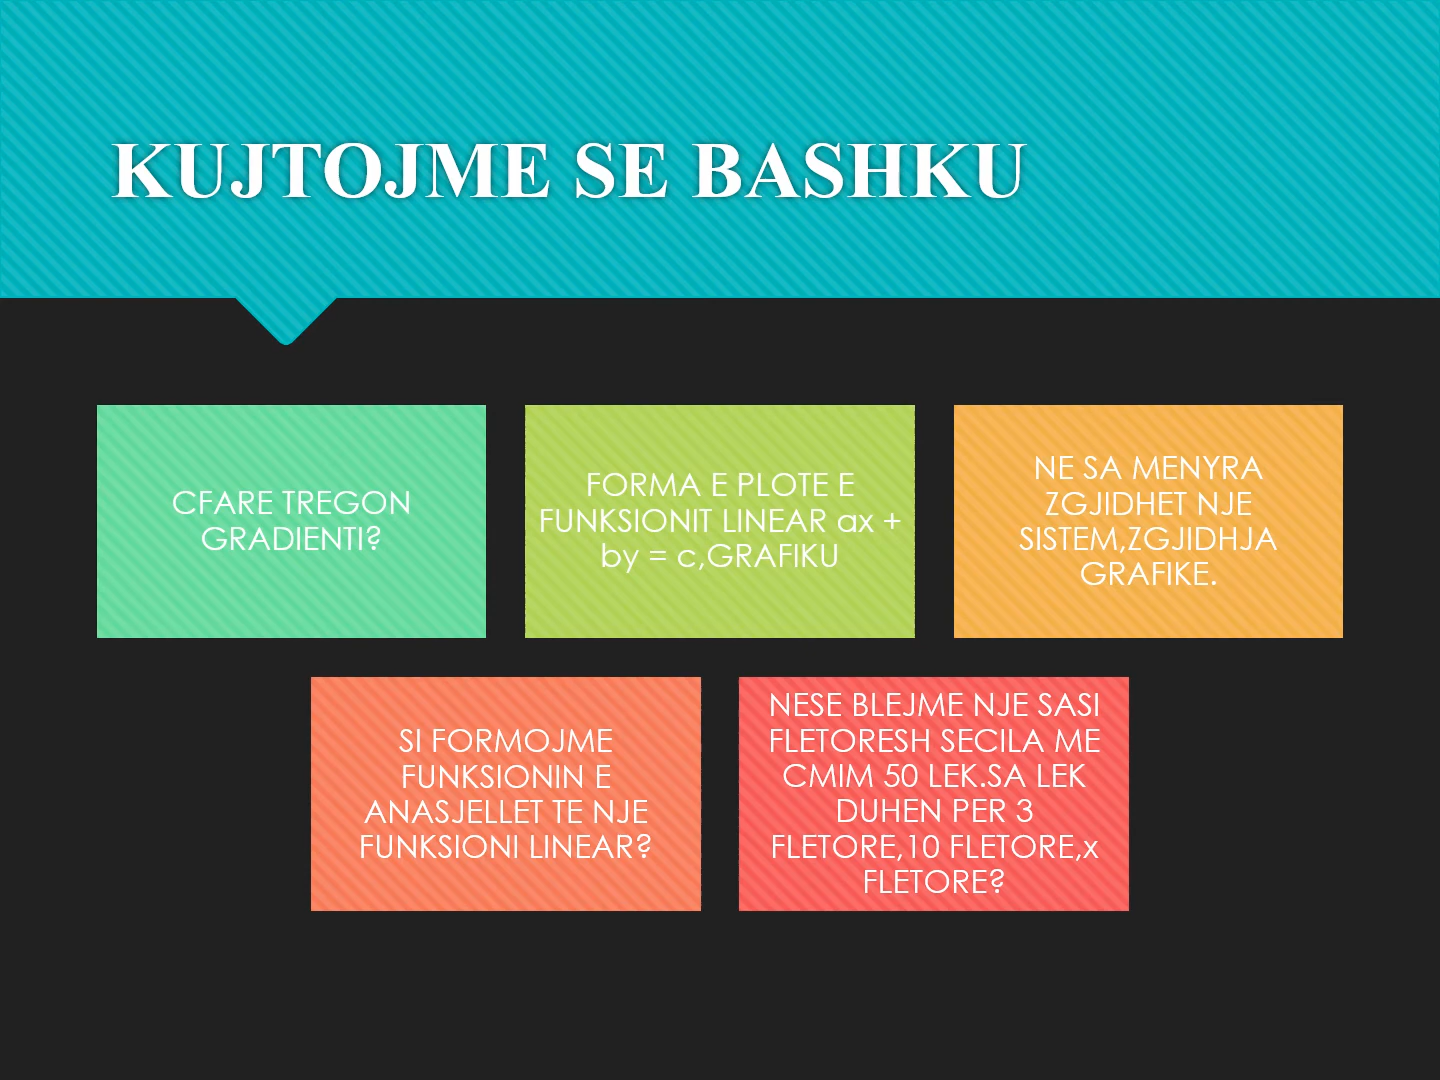 KUJTOJME SE BASHKU
CFARE TREGON
GRADIENTI?
FORMA E PLOTE E
FUNKSIONIT LINEAR ax +
by = c,GRAFIKU
NE SA MENYRA
ZGJIDHET NJE
SISTEM,ZGJIDHJA
GRAFIKE.
SI FORMOJME
FUNKSIONIN E
ANASJELLET TE NJE
FUNKSIONI LINEAR?
NESE BLEJME NJE SASI
FLETORESH SECILA ME
CMIM 50 LEK.SA LEK
DUHEN PER 3
FLETORE,10 FLETORE,x
FLETORE?